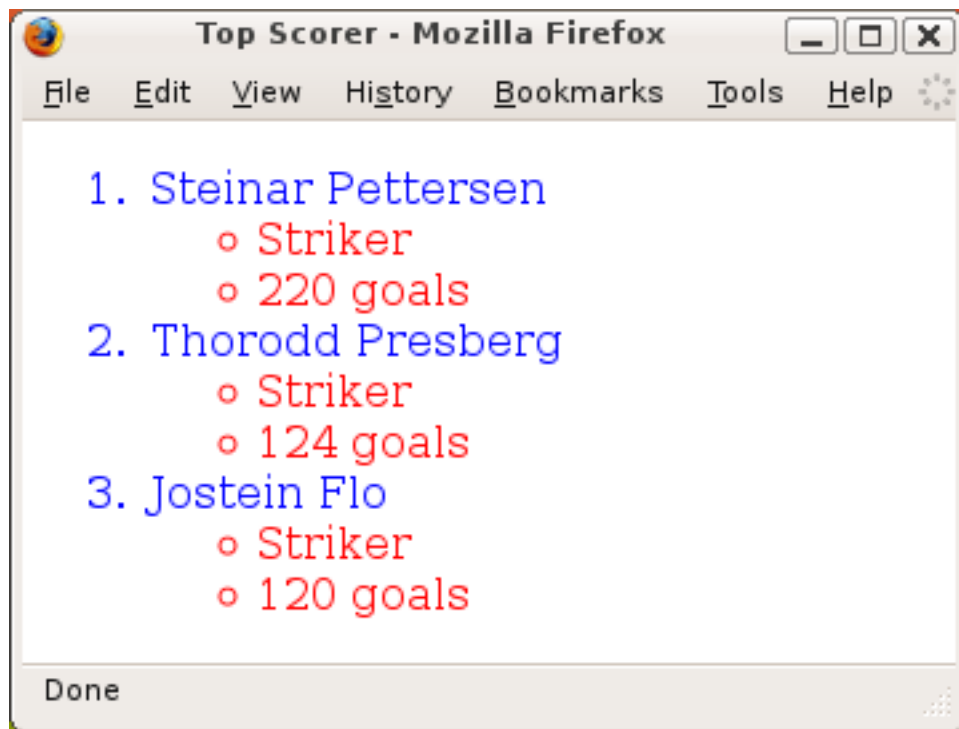 Top Scorer - Mozilla Firefox
File Edit View History Bookmarks Tools Help
1. Steinar Pettersen
Striker
220 goals
2. Thorodd Presberg
Striker
124 goals
3. Jostein Flo
Striker
120 goals
Done